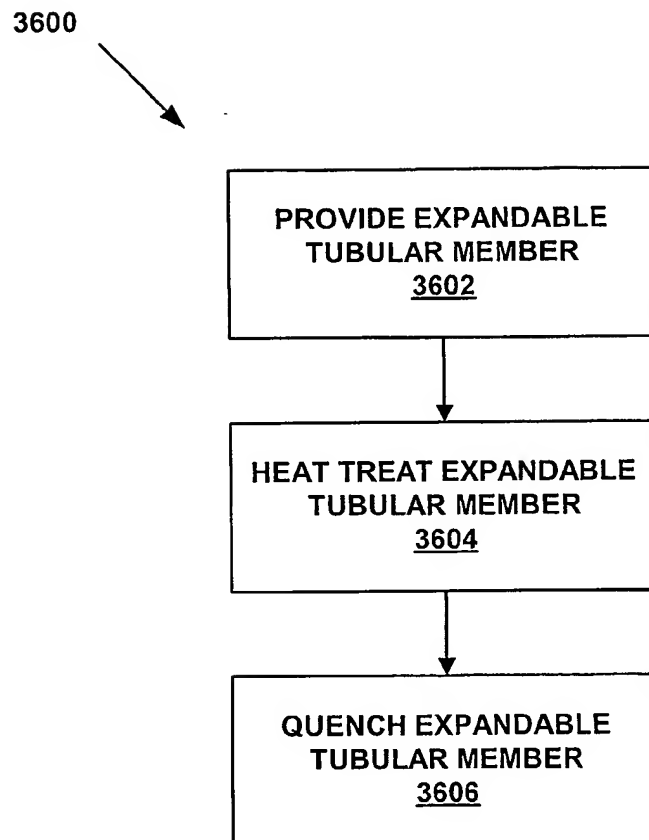 3600
PROVIDE EXPANDABLE
TUBULAR MEMBER
3602
HEAT TREAT EXPANDABLE
TUBULAR MEMBER
3604
QUENCH EXPANDABLE
TUBULAR MEMBER
3606